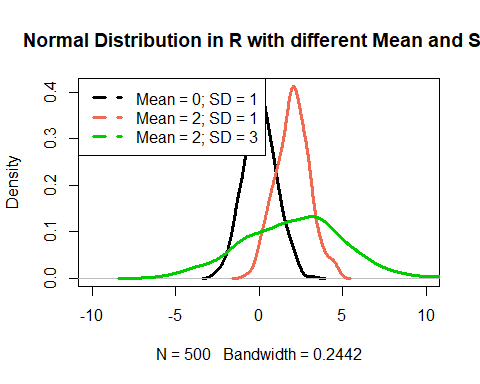 Normal Distribution in R with different Mean and S
Density
0.4
0.3
0.2
0.1
0.0
Mean = 0; SD = 1
Mean = 2; SD = 1
Mean = 2; SD = 3
-10 -5 0 5 10
N = 500 Bandwidth = 0.2442